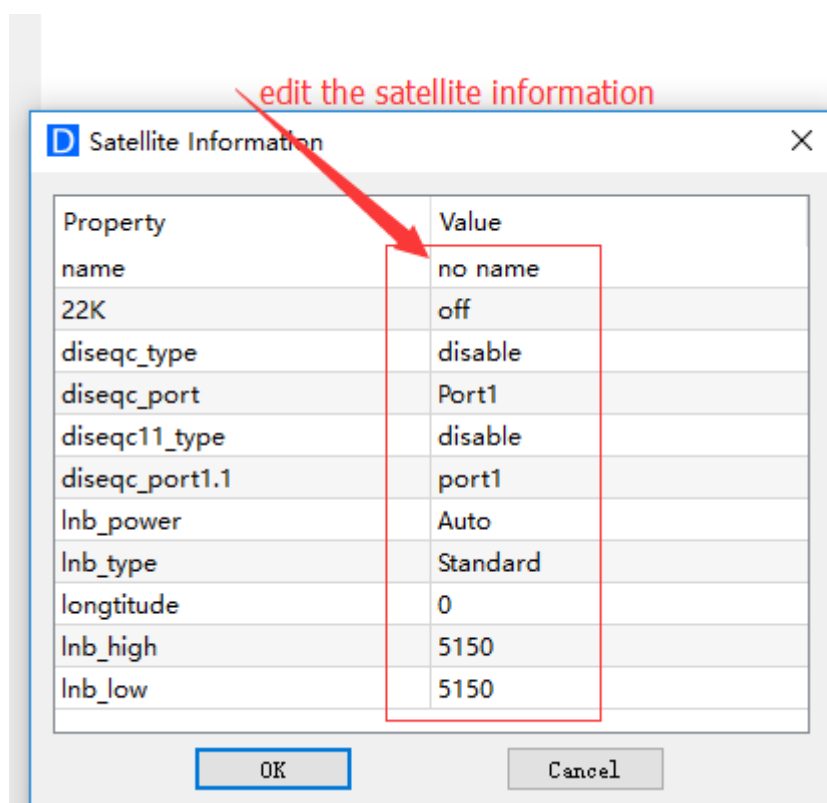 edit the satellite information
D Satellite Information
Property Value
name no name
22K off
diseqc_type disable
diseqc_port Port1
diseqc11_type disable
diseqc_port1.1 port1
lnb_power Auto
lnb_type Standard
longtitude 0
lnb_high 5150
lnb_low 5150
OK Cancel